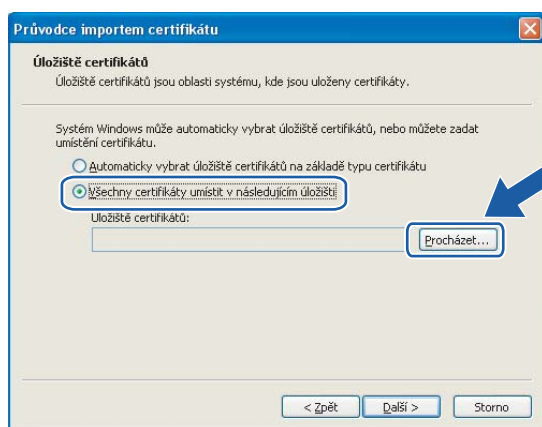 Průvodce importem certifikátu
Úložiště certifikátů
Úložiště certifikátů jsou oblasti systému, kde jsou uloženy certifikáty.
Systém Windows může automaticky vybrat úložiště certifikátů, nebo můžete zadat
umístění certifikátu.
Automaticky vybrat úložiště certifikátů na základě typu certifikátu
Všechny certifikáty umístit v následujícím úložišti
Úložiště certifikátů:
Procházet...
< Zpět
Další >
Storno